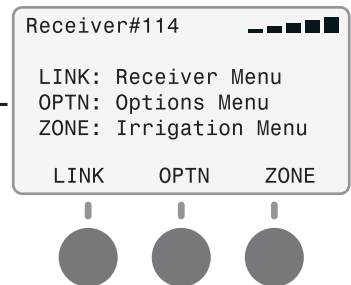 Receiver#114
LINK: Receiver Menu
OPTN: Options Menu
ZONE: Irrigation Menu
LINK OPTN ZONE